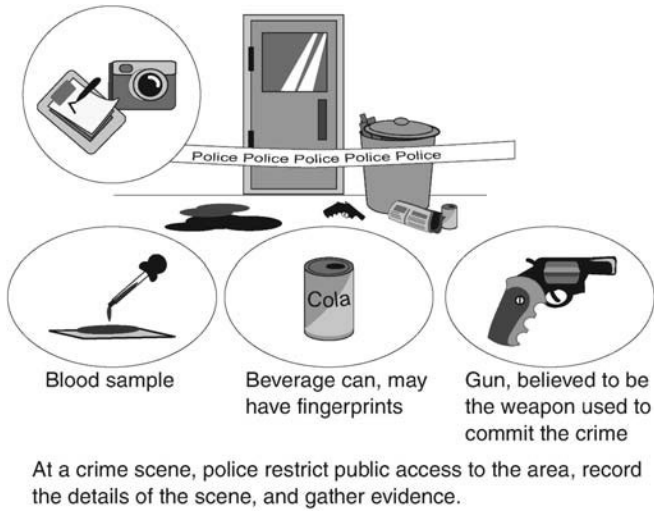 Police Police Police Police Police
Cola
Blood sample
Beverage can, may
have fingerprints
Gun, believed to be
the weapon used to
commit the crime
At a crime scene, police restrict public access to the area, record
the details of the scene, and gather evidence.